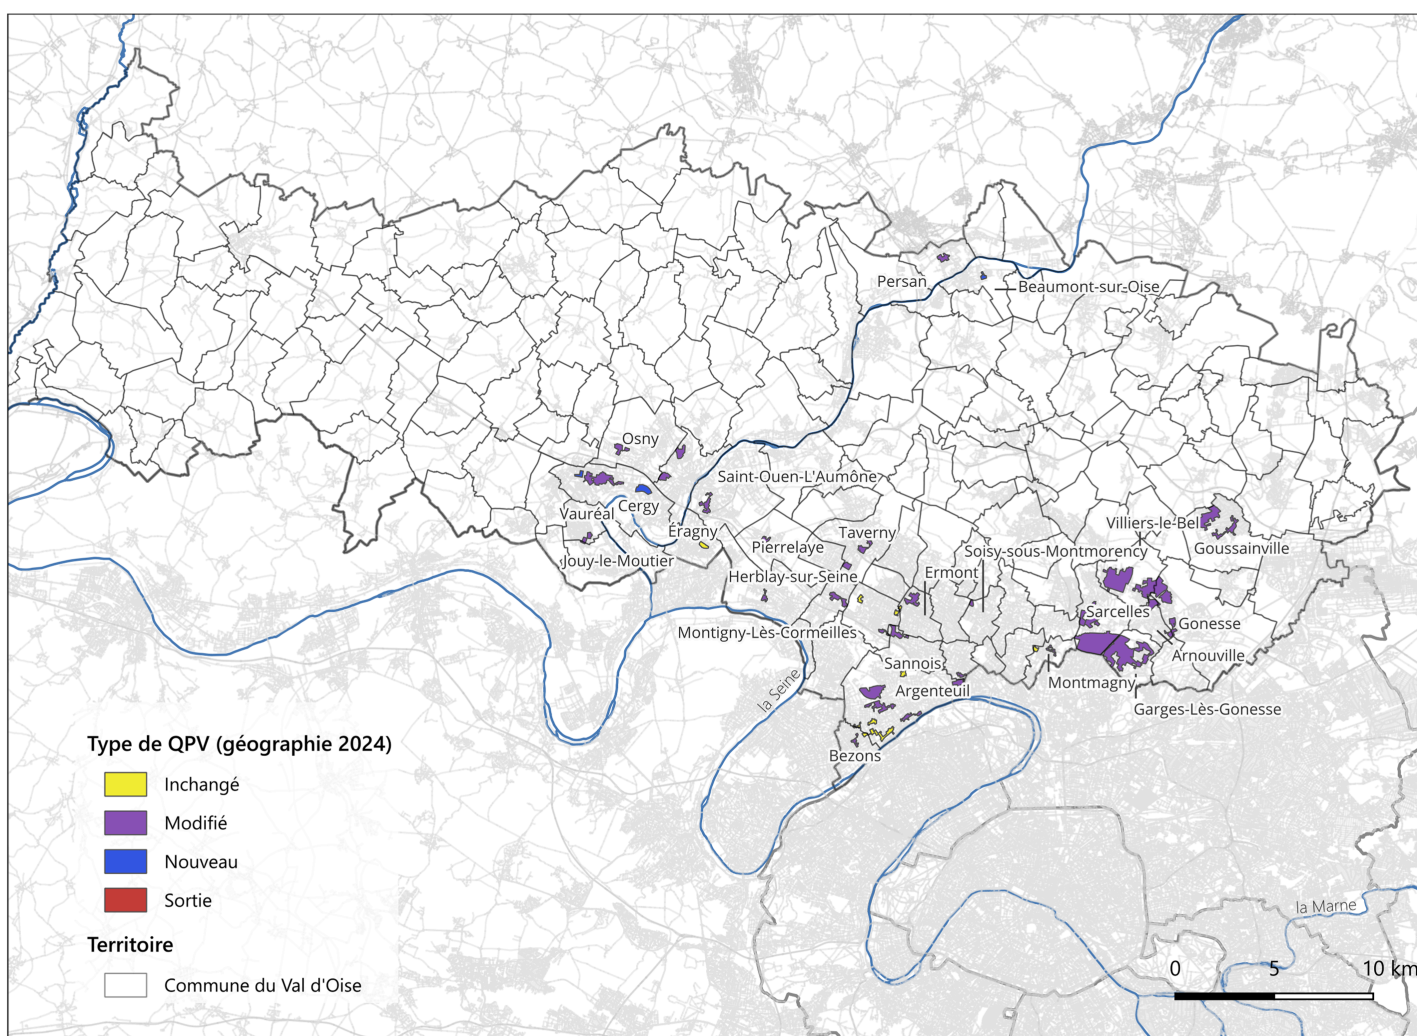 Persan
Beaumont-sur-Oise
Osny
Saint-Ouen-L'Aumône
Cergy
Vauréal
Éragny
Jouy-le-Moutier
Pierrelaye
Taverny
Villiers-le-Bel
Goussainville
Soisy-sous-Montmorency
Herblay-sur-Seine
Ermont
Sarcelles
Gonesse
Montigny-Lès-Cormeilles
Arnouville
Sannois
Montmagny
Argenteuil
Garges-Lès-Gonesse
la Seine
Bezons
la Marne
Type de QPV (géographie 2024)
Inchangé
Modifié
Nouveau
Sortie
Territoire
Commune du Val d'Oise
0 5 10 km